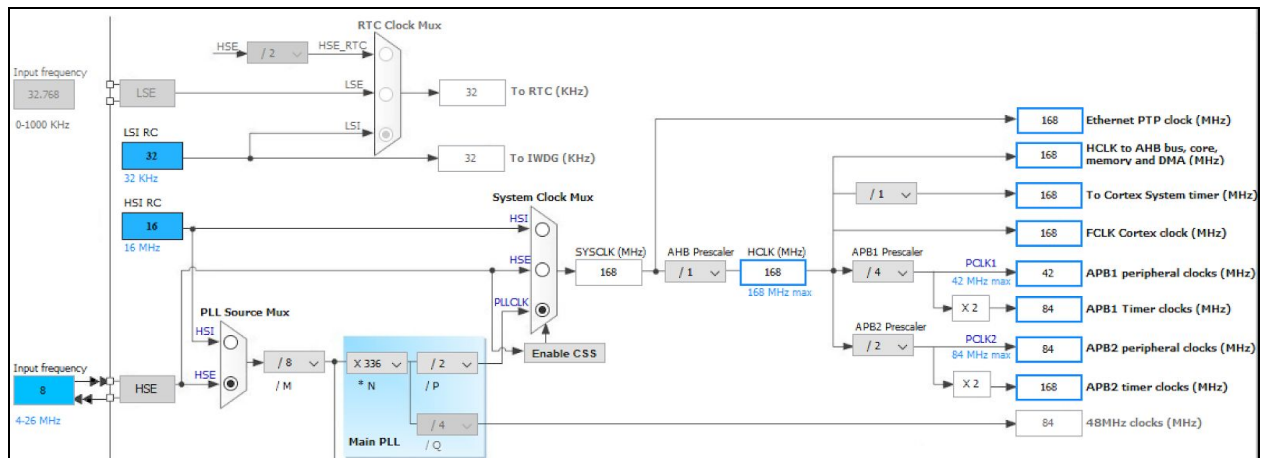 RTC Clock Mux
HSE
/ 2
HSE_RTC
Input frequency
32.768
0-1000 KHz
LSE
LSE
32
To RTC (KHz)
LSI
LSI RC
32
32 KHz
32
To IWDG (KHz)
HSI RC
16
16 MHz
System Clock Mux
HSI
HSE
PLLCLK
SYSCLK (MHz)
168
AHB Prescaler
/ 1
HCLK (MHz)
168
168 MHz max
168
Ethernet PTP clock (MHz)
168
HCLK to AHB bus, core,
memory and DMA (MHz)
/ 1
168
To Cortex System timer (MHz)
168
FCLK Cortex clock (MHz)
APB1 Prescaler
/ 4
PCLK1
42 MHz max
42
APB1 peripheral clocks (MHz)
X 2
84
APB1 Timer clocks (MHz)
APB2 Prescaler
/ 2
PCLK2
84 MHz max
84
APB2 peripheral clocks (MHz)
X 2
168
APB2 timer clocks (MHz)
84
48MHz clocks (MHz)
PLL Source Mux
HSI
HSE
Enable CSS
Input frequency
8
4-26 MHz
HSE
/ 8
/ M
X 336
* N
/ 2
/ P
/ 4
/ Q
Main PLL